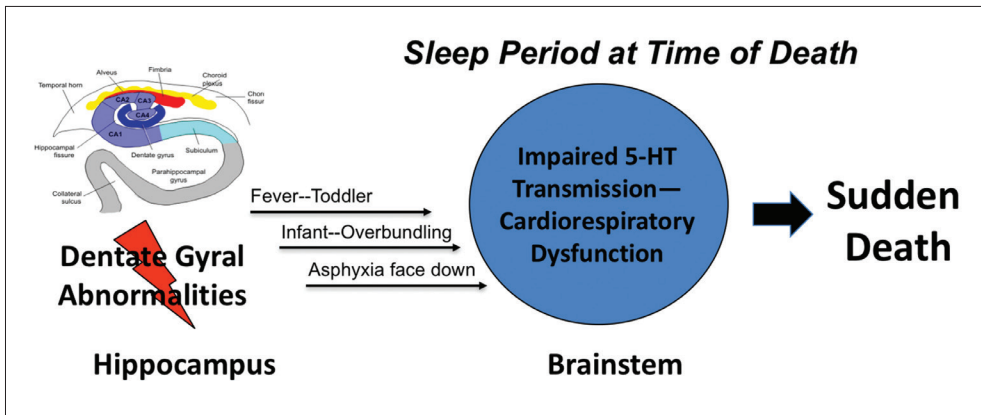 Sleep Period at Time of Death
Fimbria
Alveus
Choroid
plexus
Temporal horn
Chori
fissur
CA2
CA3
CA4
CA1
Hippocampal
fissure
Dentate gyrus
Subiculum
Parahippocampal
gyrus
Collateral
sulcus
Dentate Gyral
Abnormalities
Hippocampus
Fever--Toddler
Infant--Overbundling
Asphyxia face down
Impaired 5-HT
Transmission—
Cardiorespiratory
Dysfunction
Brainstem
Sudden
Death